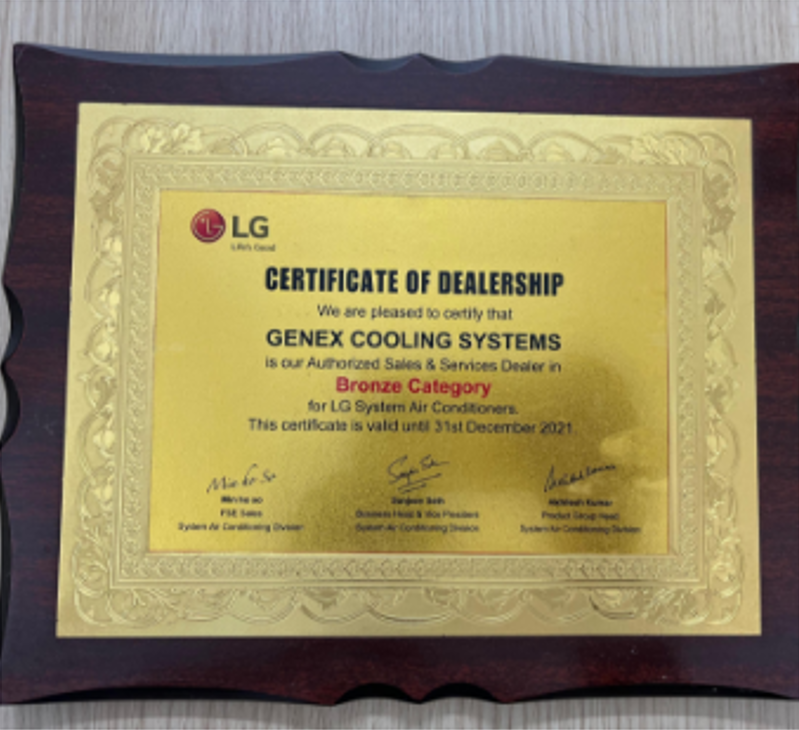 LG
Life's Good
CERTIFICATE OF DEALERSHIP
We are pleased to certify that
GENEX COOLING SYSTEMS
is our Authorized Sales & Services Dealer in
Bronze Category
for LG System Air Conditioners.
This certificate is valid until 31st December 2021.
Min ho so
PSE Sales
System Air Conditioning Division
Sanjeev Seth
Business Head & Vice President
System Air Conditioning Division
Kumar
Product Group Head
System Air Conditioning Division